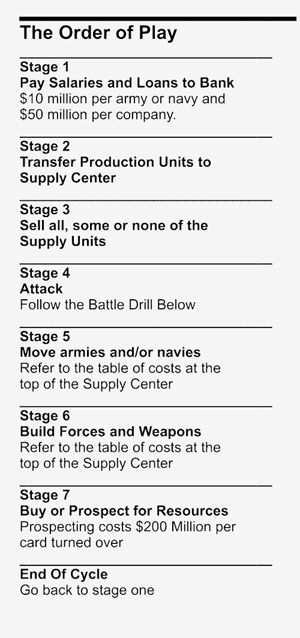 The Order of Play
Stage 1
Pay Salaries and Loans to Bank
$10 million per army or navy and
$50 million per company.
Stage 2
Transfer Production Units to
Supply Center
Stage 3
Sell all, some or none of the
Supply Units
Stage 4
Attack
Follow the Battle Drill Below
Stage 5
Move armies and/or navies
Refer to the table of costs at the
top of the Supply Center
Stage 6
Build Forces and Weapons
Refer to the table of costs at the
top of the Supply Center
Stage 7
Buy or Prospect for Resources
Prospecting costs $200 Million per
card turned over
End Of Cycle
Go back to stage one